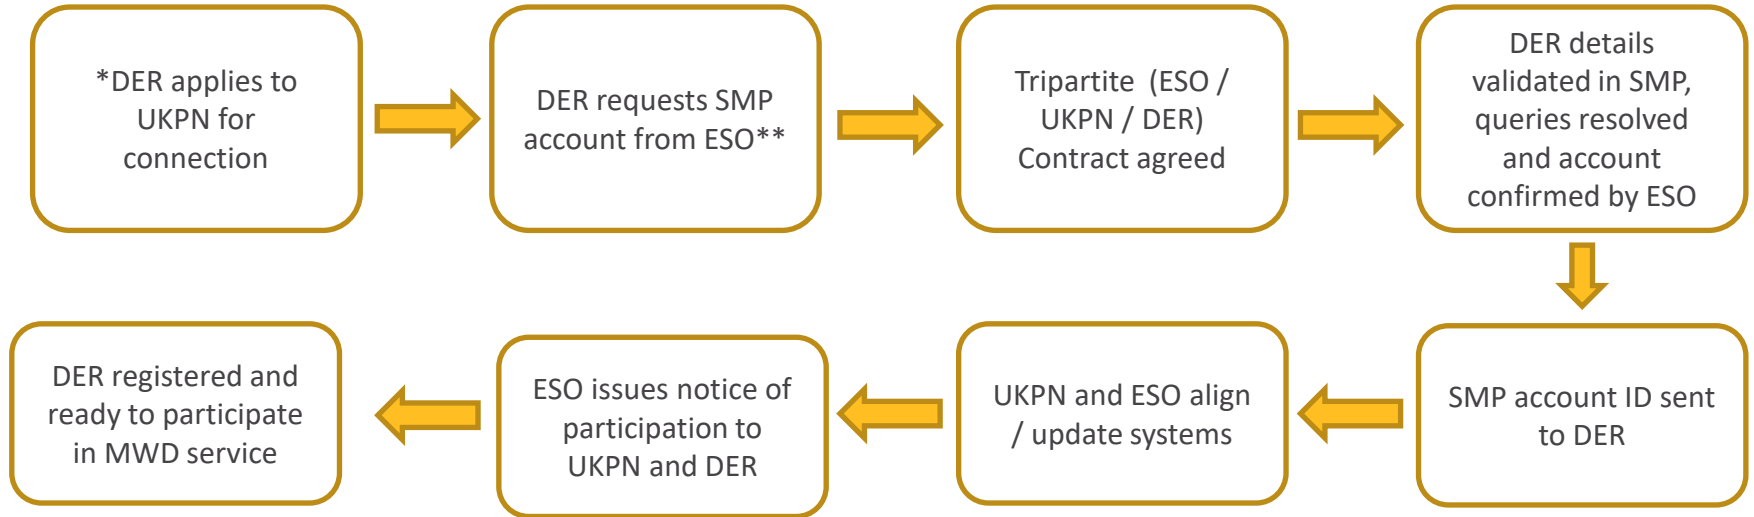 *DER applies to
UKPN for
connection
DER requests SMP
account from ESO**
Tripartite (ESO /
UKPN / DER)
Contract agreed
DER details
validated in SMP,
queries resolved
and account
confirmed by ESO
SMP account ID sent
to DER
UKPN and ESO align
/ update systems
ESO issues notice of
participation to
UKPN and DER
DER registered and
ready to participate
in MWD service